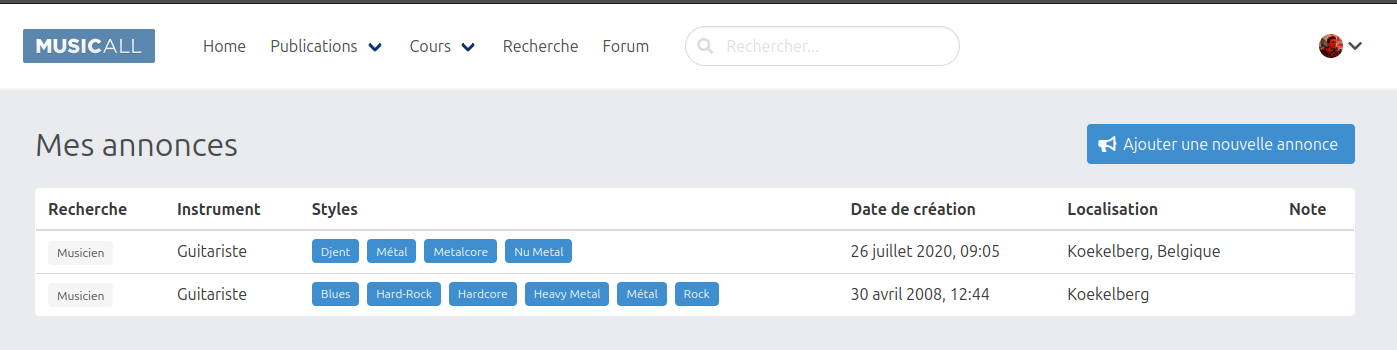 MUSICALL Home Publications Cours Recherche Forum Rechercher...
Mes annonces Ajouter une nouvelle annonce
Recherche Instrument Styles Date de création Localisation Note
Musicien Guitariste Djent Métal Metalcore Nu Metal 26 juillet 2020, 09:05 Koekelberg, Belgique
Musicien Guitariste Blues Hard-Rock Hardcore Heavy Metal Métal Rock 30 avril 2008, 12:44 Koekelberg